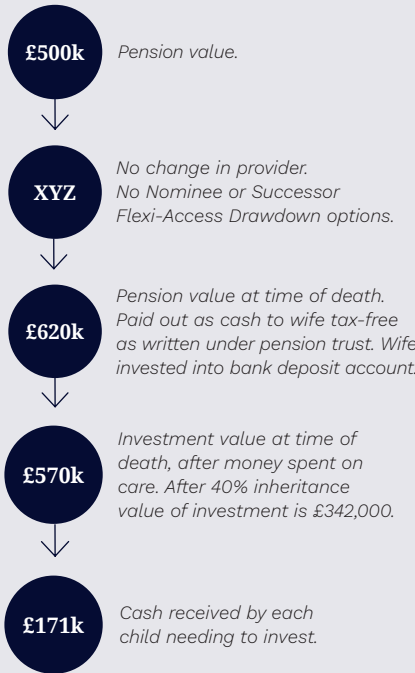 £500k
Pension value.
XYZ
No change in provider.
No Nominee or Successor
Flexi-Access Drawdown options.
£620k
Pension value at time of death.
Paid out as cash to wife tax-free
as written under pension trust. Wife
invested into bank deposit account.
£570k
Investment value at time of
death, after money spent on
care. After 40% inheritance
value of investment is £342,000.
£171k
Cash received by each
child needing to invest.